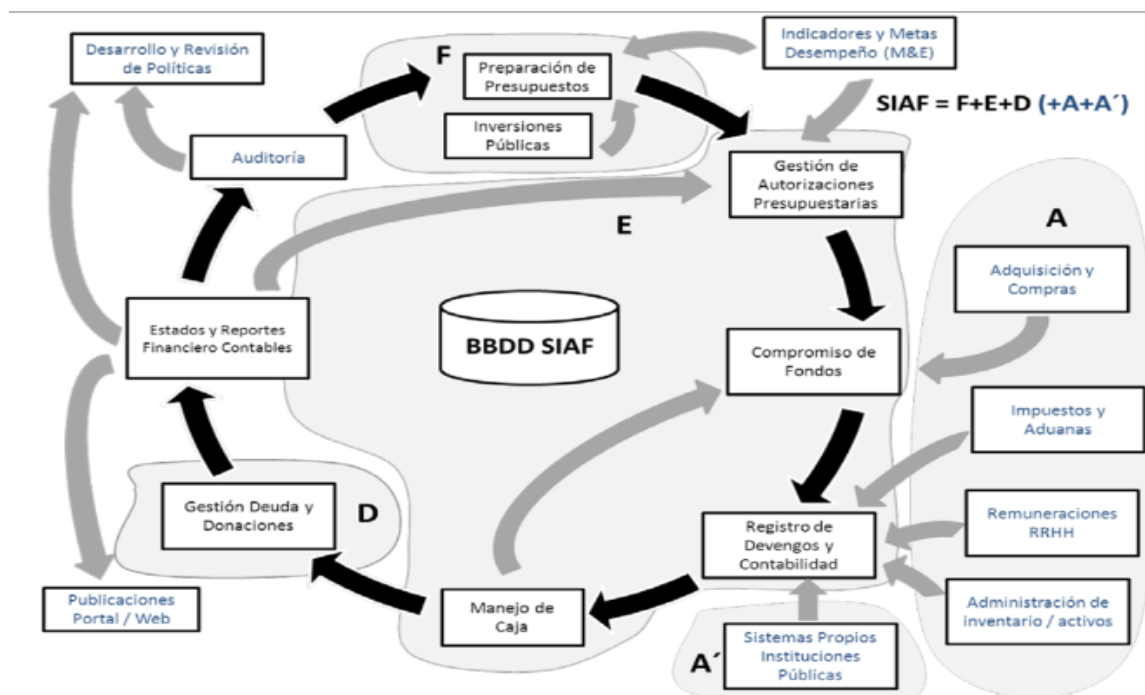 Desarrollo y Revisión
de Políticas
F
Preparación de
Presupuestos
Inversiones
Públicas
Indicadores y Metas
Desempeño (M&E)
SIAF = F+E+D (+A+A´)
Auditoría
Gestión de
Autorizaciones
Presupuestarias
E
A
Adquisición y
Compras
Estados y Reportes
Financiero Contables
BBDD SIAF
Compromiso de
Fondos
Impuestos y
Aduanas
Gestión Deuda y
Donaciones
D
Registro de
Devengos y
Contabilidad
Remuneraciones
RRHH
Publicaciones
Portal / Web
Manejo de
Caja
Administración de
inventario / activos
A´
Sistemas Propios
Instituciones
Públicas